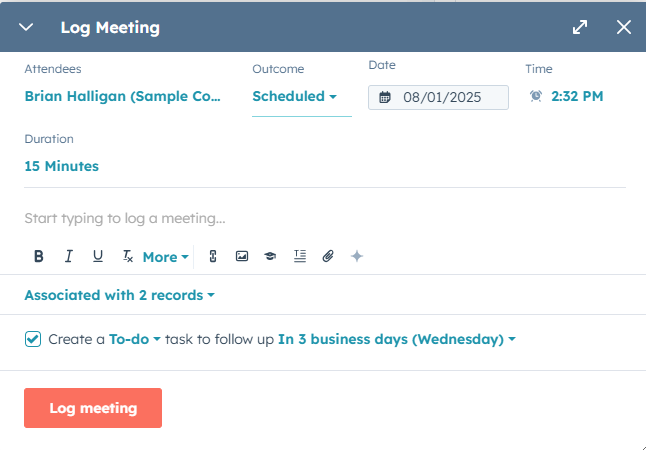 Log Meeting
Attendees
Brian Halligan (Sample Co...
Outcome
Scheduled
Date
08/01/2025
Time
2:32 PM
Duration
15 Minutes
Start typing to log a meeting...
B I U Tx More
Associated with 2 records
Create a To-do task to follow up In 3 business days (Wednesday)
Log meeting